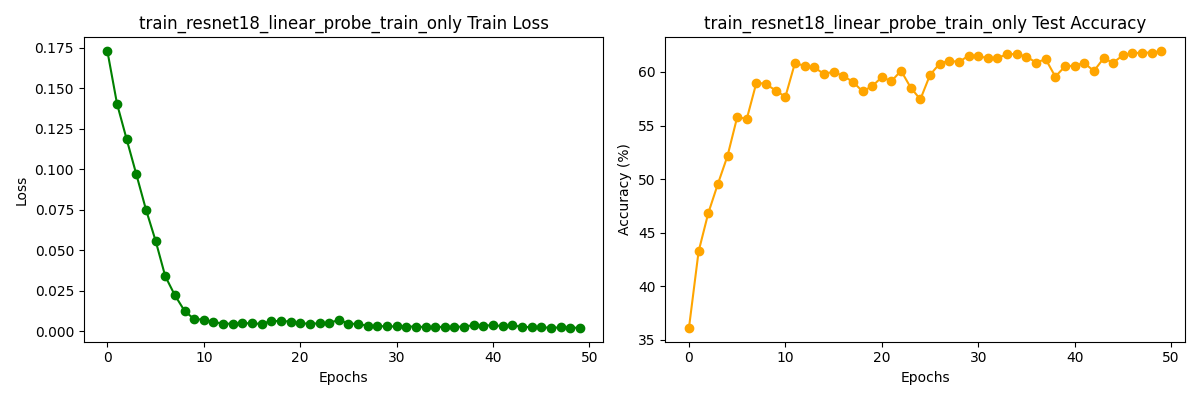 train_resnet18_linear_probe_train_only Train Loss
0.175
0.150
0.125
0.100
0.075
0.050
0.025
0.000
Loss
0 10 20 30 40 50
Epochs
train_resnet18_linear_probe_train_only Test Accuracy
60
55
50
45
40
35
Accuracy (%)
0 10 20 30 40 50
Epochs